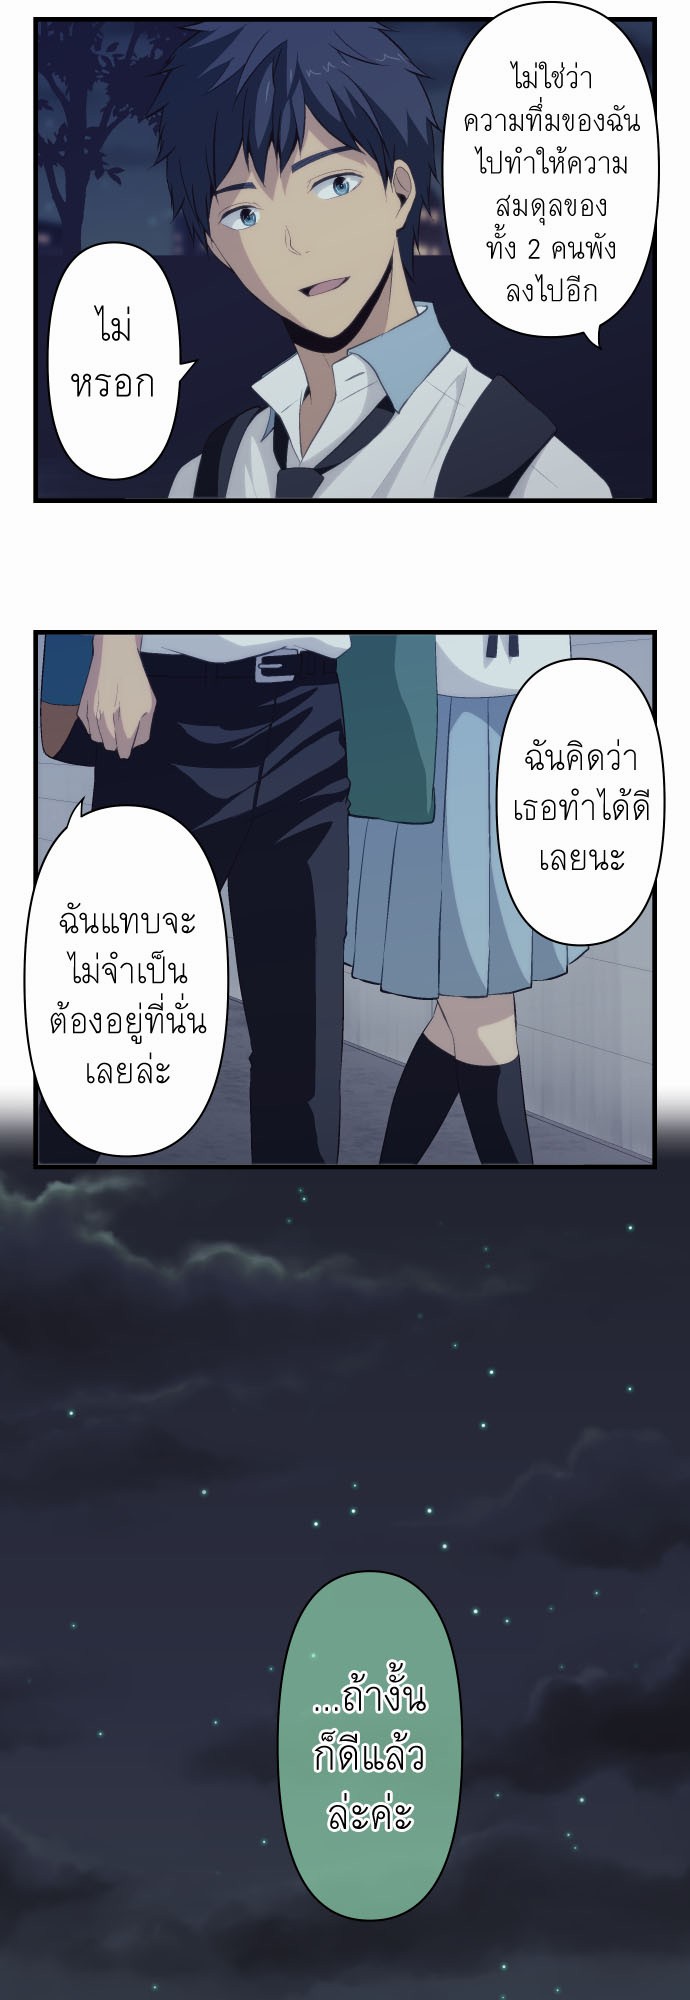 ไม่ใช่ว่า
ความทึ่มของฉัน
ไปทำให้ความ
สมดุลของ
ทั้ง 2 คนพัง
ลงไปอีก
ไม่
หรอก
ฉันคิดว่า
เธอทำได้ดี
เลยนะ
ฉันแทบจะ
ไม่จำเป็น
ต้องอยู่ที่นั่น
เลยล่ะ
...ถ้างั้น
ก็ดีแล้ว
ล่ะค่ะ